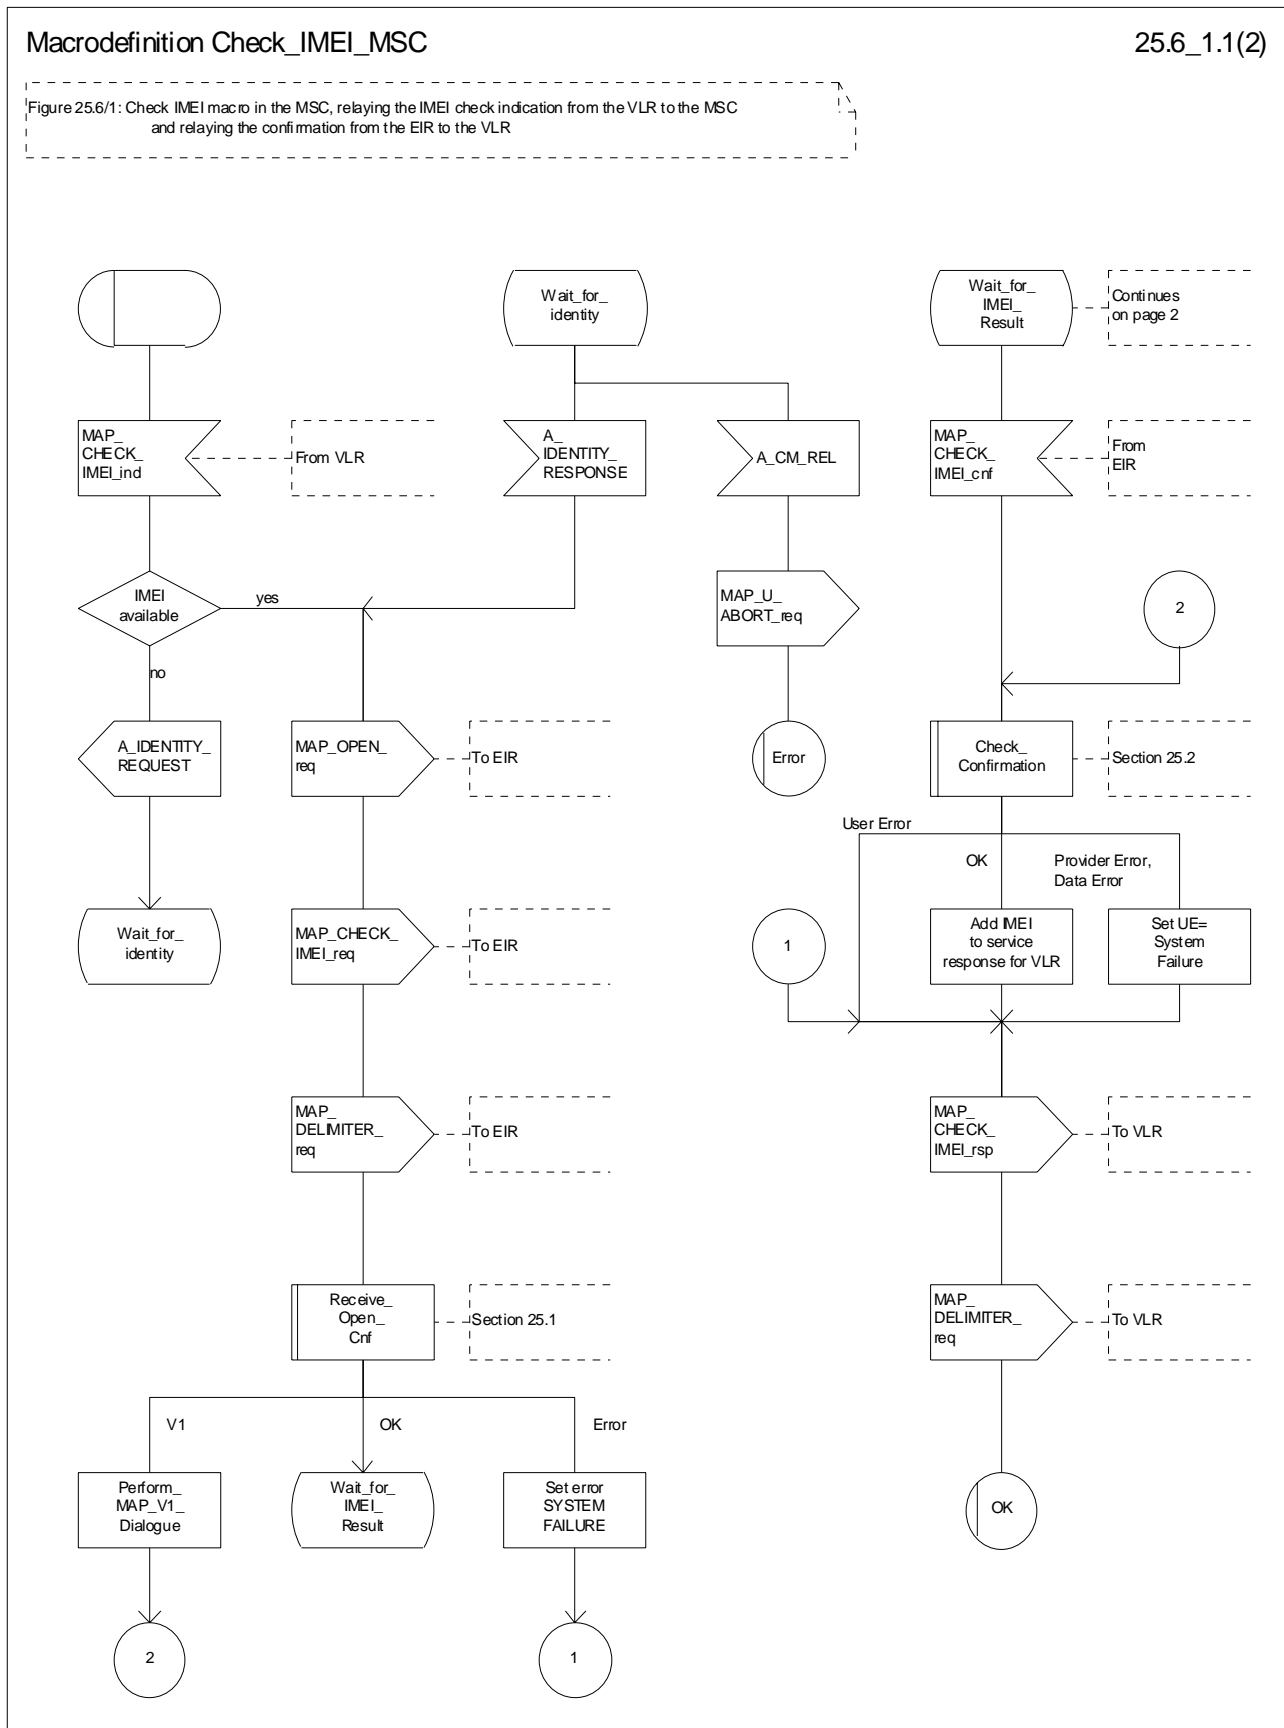 Macrodefinition Check_IMEI_MSC
25.6_1.1(2)
Figure 25.6/1: Check IMEI macro in the MSC, relaying the IMEI check indication from the VLR to the MSC
and relaying the confirmation from the EIR to the VLR
Wait_for_
identity
Wait_for_
IMEI_
Result
Continues
on page 2
MAP_
CHECK_
IMEI_ind
From VLR
A_
IDENTITY_
RESPONSE
A_CM_REL
MAP_
CHECK_
IMEI_cnf
From
EIR
IMEI
available
yes
no
MAP_U_
ABORT_req
2
A_IDENTITY_
REQUEST
MAP_OPEN_
req
To EIR
Error
Check_
Confirmation
Section 25.2
User Error
OK
Provider Error,
Data Error
Wait_for_
identity
MAP_CHECK_
IMEI_req
To EIR
1
Add IMEI
to service
response for VLR
Set UE=
System
Failure
MAP_
DELIMITER_
req
To EIR
MAP_
CHECK_
IMEI_rsp
To VLR
Receive_
Open_
Cnf
Section 25.1
MAP_
DELIMITER_
req
To VLR
V1
OK
Error
Perform_
MAP_V1_
Dialogue
Wait_for_
IMEI_
Result
Set error
SYSTEM
FAILURE
OK
2
1